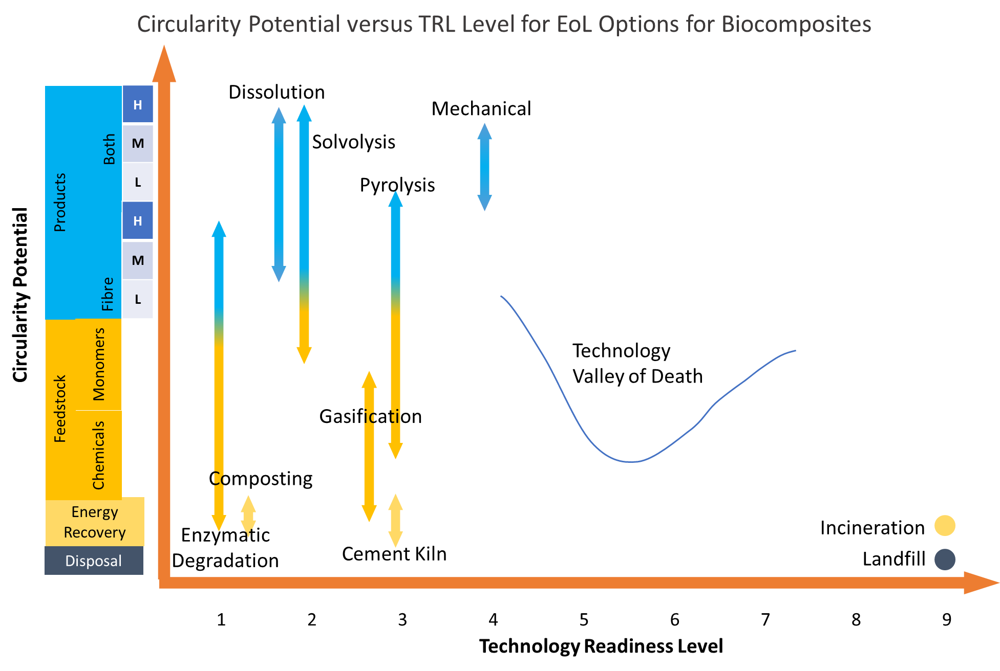 Circularity Potential versus TRL Level for EoL Options for Biocomposites
Circularity Potential
Products
Both
Fibre
H
M
L
H
M
L
Feedstock
Monomers
Chemicals
Energy
Recovery
Disposal
Dissolution
Solvolysis
Mechanical
Pyrolysis
Gasification
Composting
Enzymatic
Degradation
Cement Kiln
Technology
Valley of Death
Incineration
Landfill
1 2 3 4 5 6 7 8 9
Technology Readiness Level